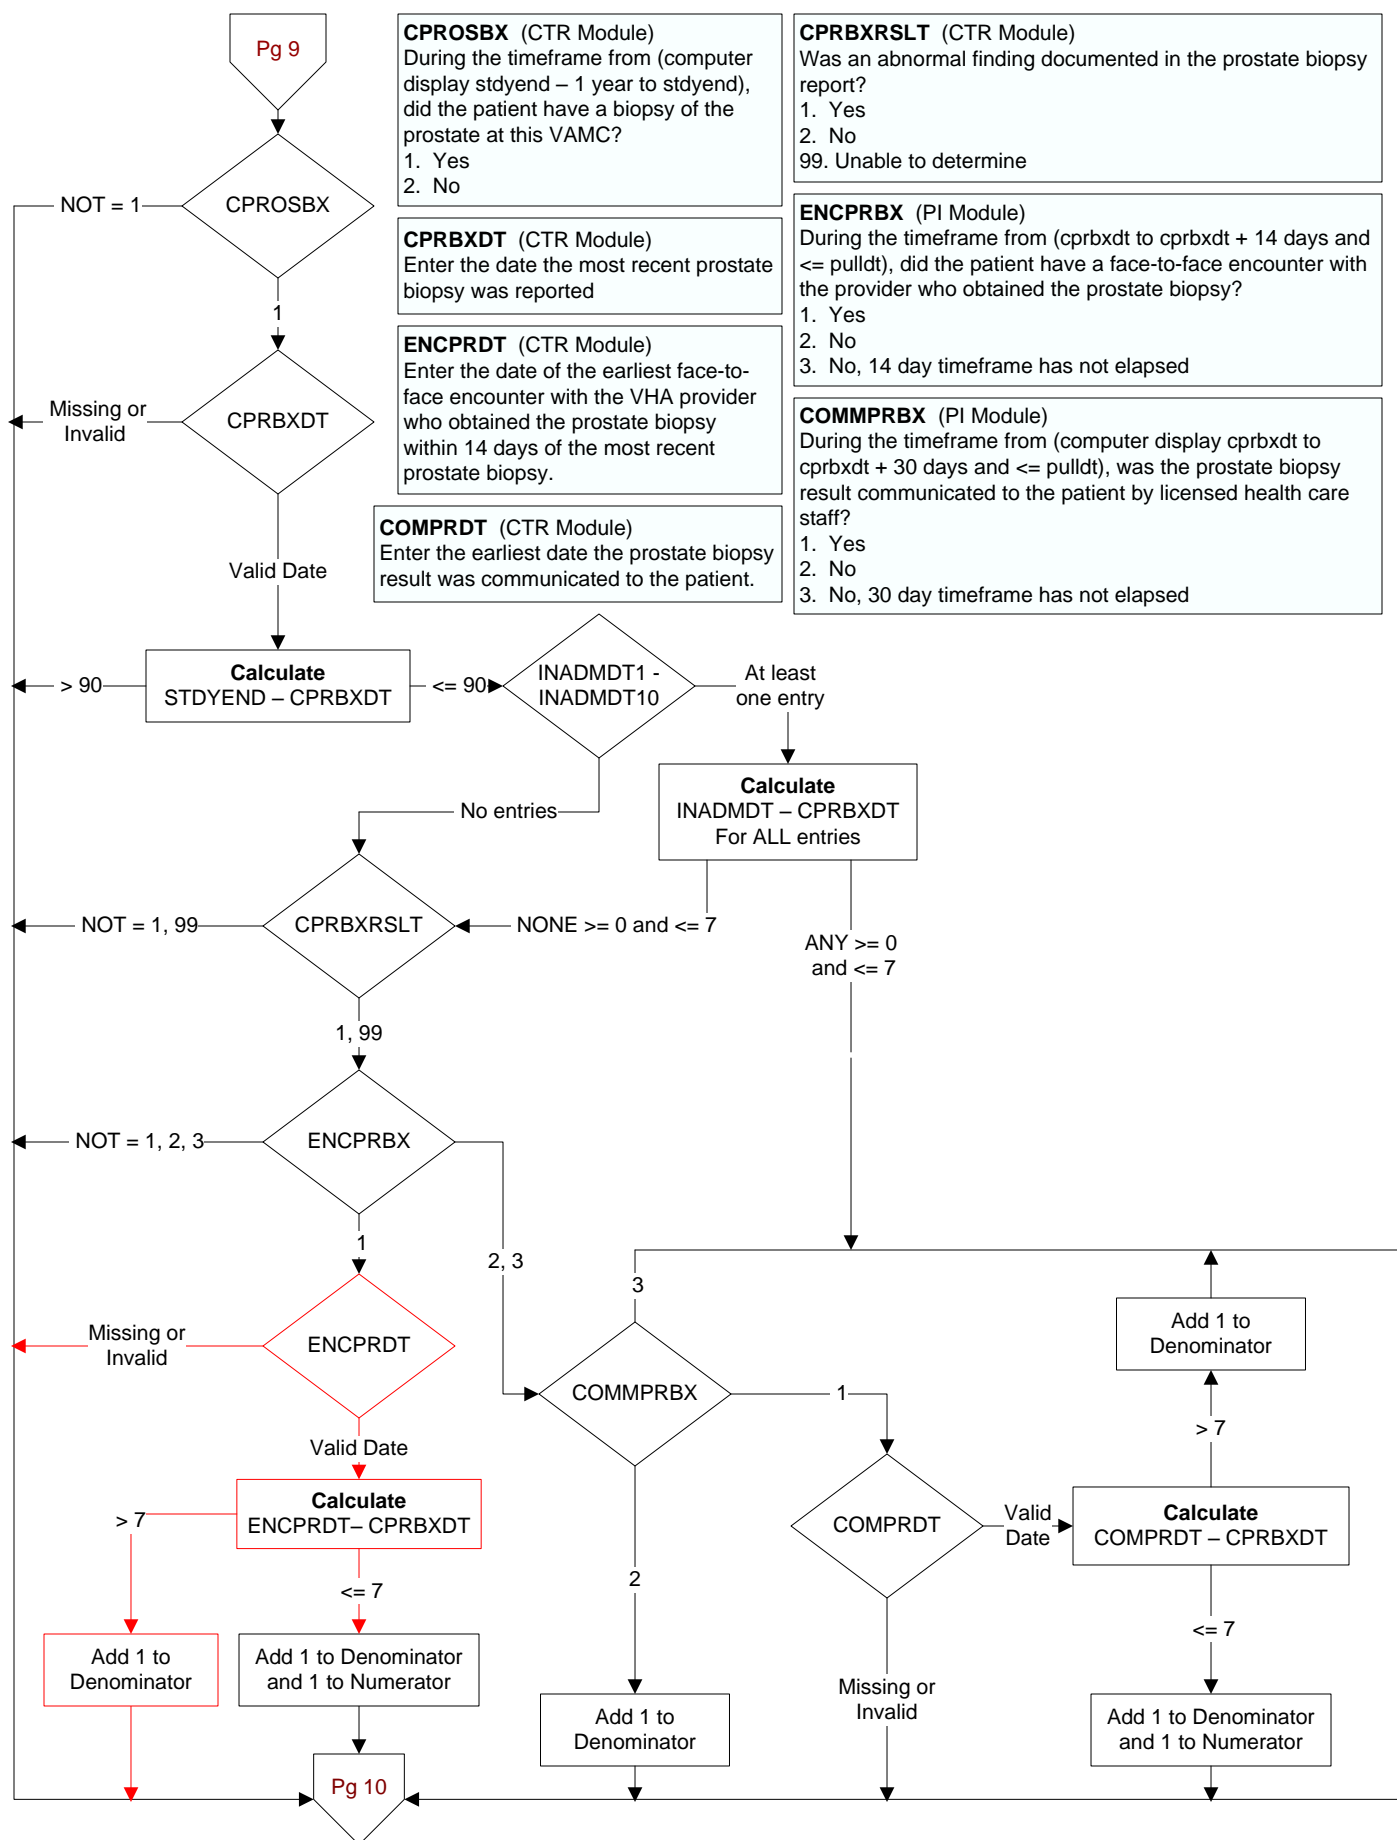 Pg 9
CPROSBX (CTR Module)
During the timeframe from (computer
display stdyend – 1 year to stdyend),
did the patient have a biopsy of the
prostate at this VAMC?
1. Yes
2. No
CPRBXRSLT (CTR Module)
Was an abnormal finding documented in the prostate biopsy
report?
1. Yes
2. No
99. Unable to determine
CPROSBX
NOT = 1
1
CPRBXDT (CTR Module)
Enter the date the most recent prostate
biopsy was reported
ENCPRBX (PI Module)
During the timeframe from (cprbxdt to cprbxdt + 14 days and
<= pulldt), did the patient have a face-to-face encounter with
the provider who obtained the prostate biopsy?
1. Yes
2. No
3. No, 14 day timeframe has not elapsed
ENCPRDT (CTR Module)
Enter the date of the earliest face-to-
face encounter with the VHA provider
who obtained the prostate biopsy
within 14 days of the most recent
prostate biopsy.
COMMPRBX (PI Module)
During the timeframe from (computer display cprbxdt to
cprbxdt + 30 days and <= pulldt), was the prostate biopsy
result communicated to the patient by licensed health care
staff?
1. Yes
2. No
3. No, 30 day timeframe has not elapsed
COMPRDT (CTR Module)
Enter the earliest date the prostate biopsy
result was communicated to the patient.
CPRBXDT
Missing or
Invalid
Valid Date
Calculate
STDYEND – CPRBXDT
> 90
<= 90
INADMDT1 -
INADMDT10
At least
one entry
No entries
Calculate
INADMDT – CPRBXDT
For ALL entries
CPRBXRSLT
NOT = 1, 99
NONE >= 0 and <= 7
ANY >= 0
and <= 7
1, 99
ENCPRBX
NOT = 1, 2, 3
1
2, 3
ENCPRDT
Missing or
Invalid
Valid Date
3
COMMPRBX
1
2
Add 1 to
Denominator
> 7
Calculate
ENCPRDT– CPRBXDT
> 7
<= 7
COMPRDT
Valid
Date
Calculate
COMPRDT – CPRBXDT
<= 7
Missing or
Invalid
Add 1 to
Denominator
Add 1 to Denominator
and 1 to Numerator
Add 1 to
Denominator
Add 1 to Denominator
and 1 to Numerator
Pg 10